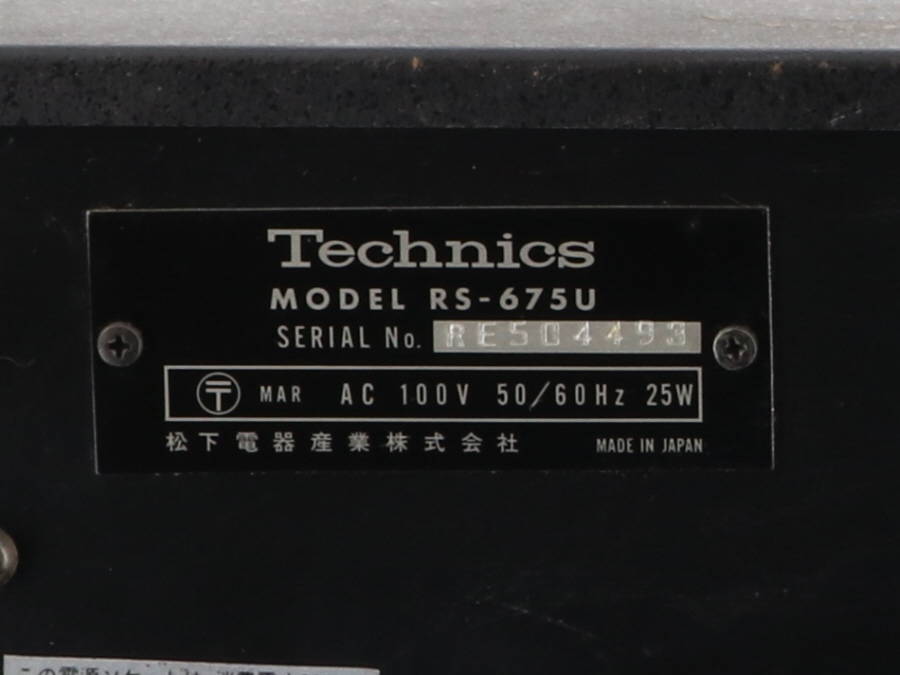 Technics
MODEL RS-675U
SERIAL No. RE504493
〒 MAR AC 100V 50/60Hz 25W
松下電器産業株式会社 MADE IN JAPAN